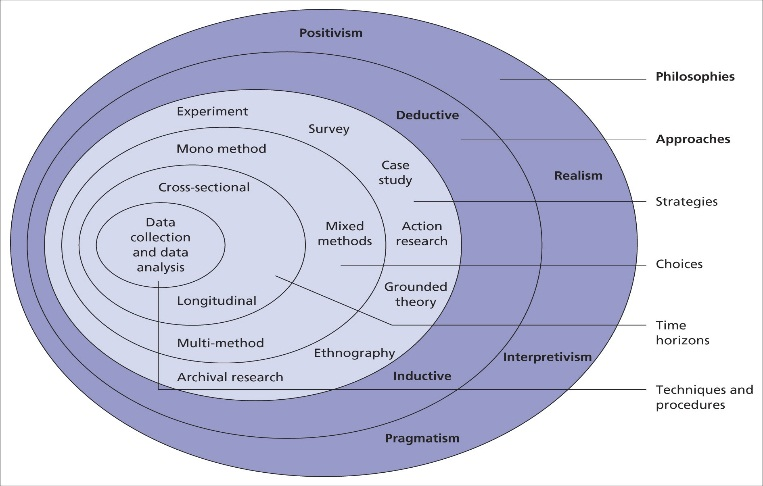 Positivism
Philosophies
Experiment
Deductive
Survey
Approaches
Mono method
Case
study
Realism
Cross-sectional
Strategies
Data
collection
and data
analysis
Mixed
methods
Action
research
Choices
Longitudinal
Grounded
theory
Time
horizons
Multi-method
Ethnography
Interpretivism
Archival research
Inductive
Techniques and
procedures
Pragmatism